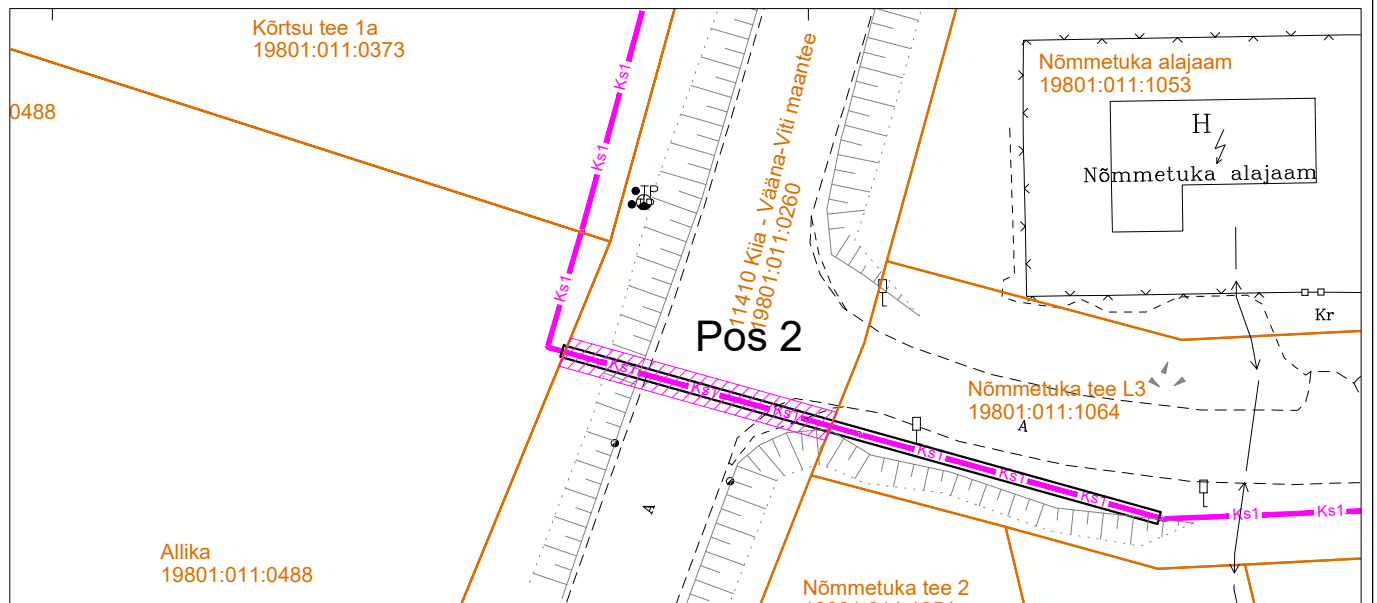 Kõrtsu tee 1a
19801:011:0373
0488
Ks1
Ks1
Ks1
TP
11410 Kiia - Vääna-Viti maantee
19801:011:0260
Nõmmetuka alajaam
19801:011:1053
H
Nõmmetuka alajaam
Kr
Pos 2
Ks1
Ks1
Ks1
Nõmmetuka tee L3
19801:011:1064
A
Ks1
Ks1
Ks1
Ks1
Ks1
A
Allika
19801:011:0488
Nõmmetuka tee 2